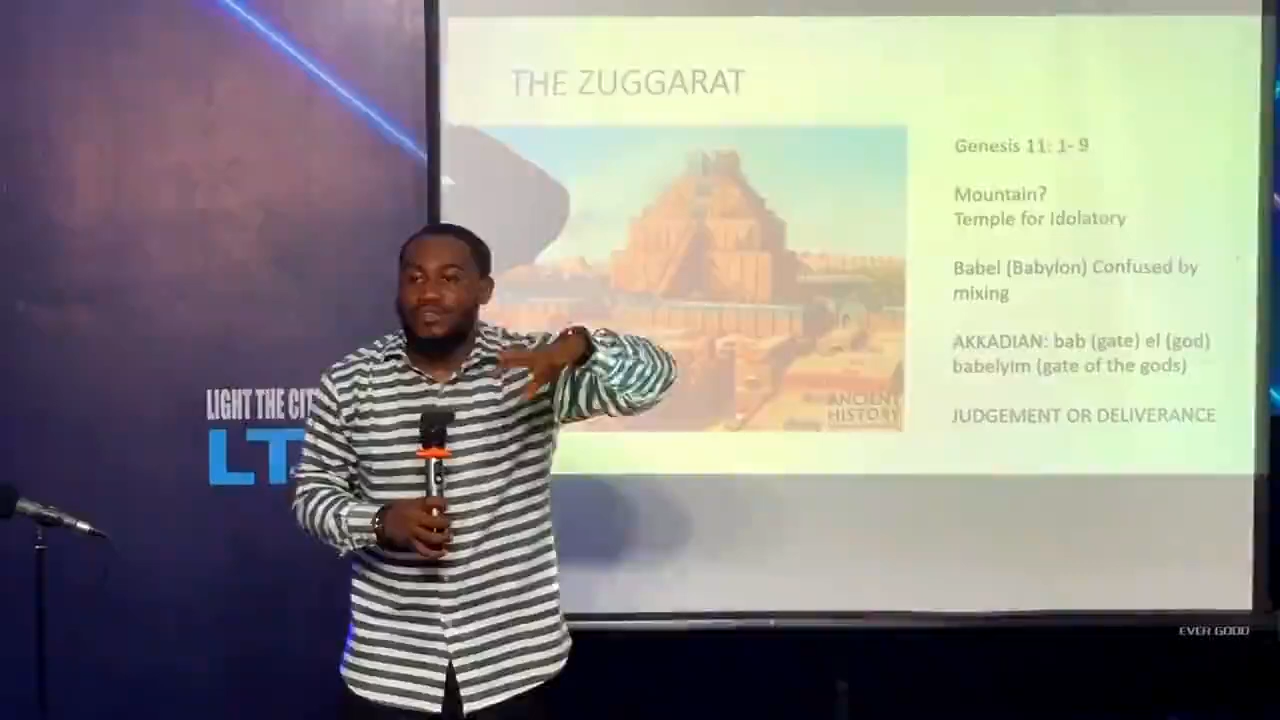 THE ZUGGARAT
Genesis 11: 1- 9
Mountain?
Temple for Idolatory
Babel (Babylon) Confused by
mixing
AKKADIAN: bab (gate) el (god)
babelyim (gate of the gods)
JUDGEMENT OR DELIVERANCE
ANCIENT
HISTORY
LIGHT THE CIT
LT
EVER GOOD